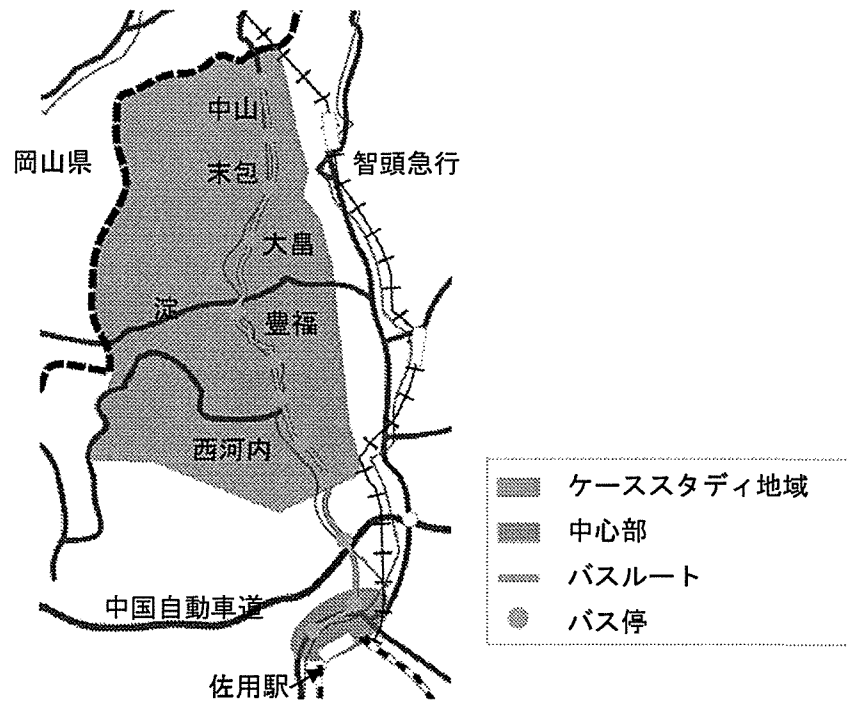 中山
岡山県
末包
智頭急行
大畠
淀
豊福
西河内
ケーススタディ地域
中心部
バスルート
バス停
中国自動車道
佐用駅